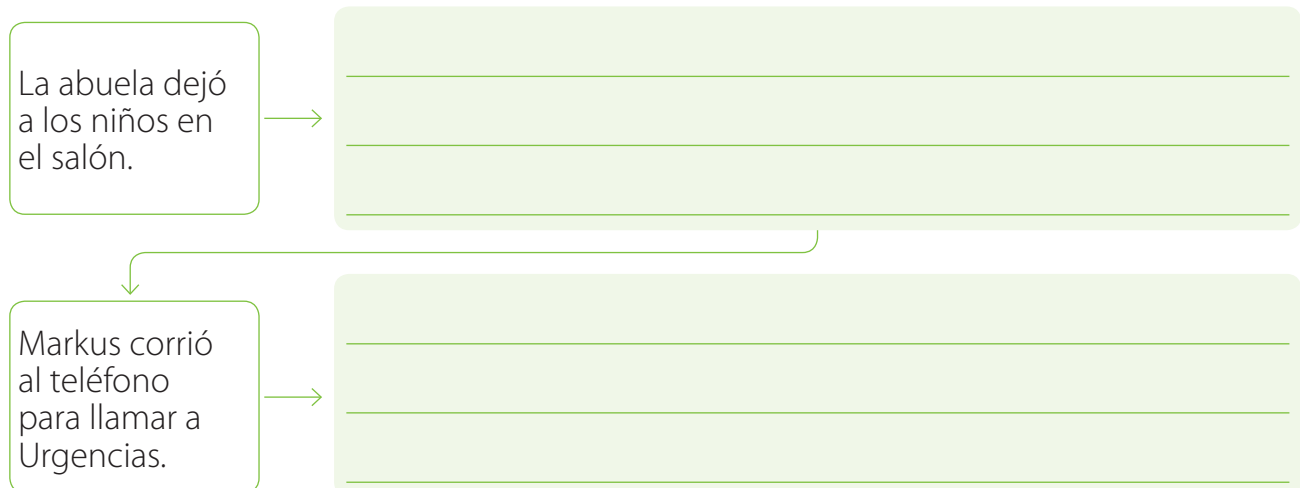 La abuela dejó
a los niños en
el salón.
Markus corrió
al teléfono
para llamar a
Urgencias.